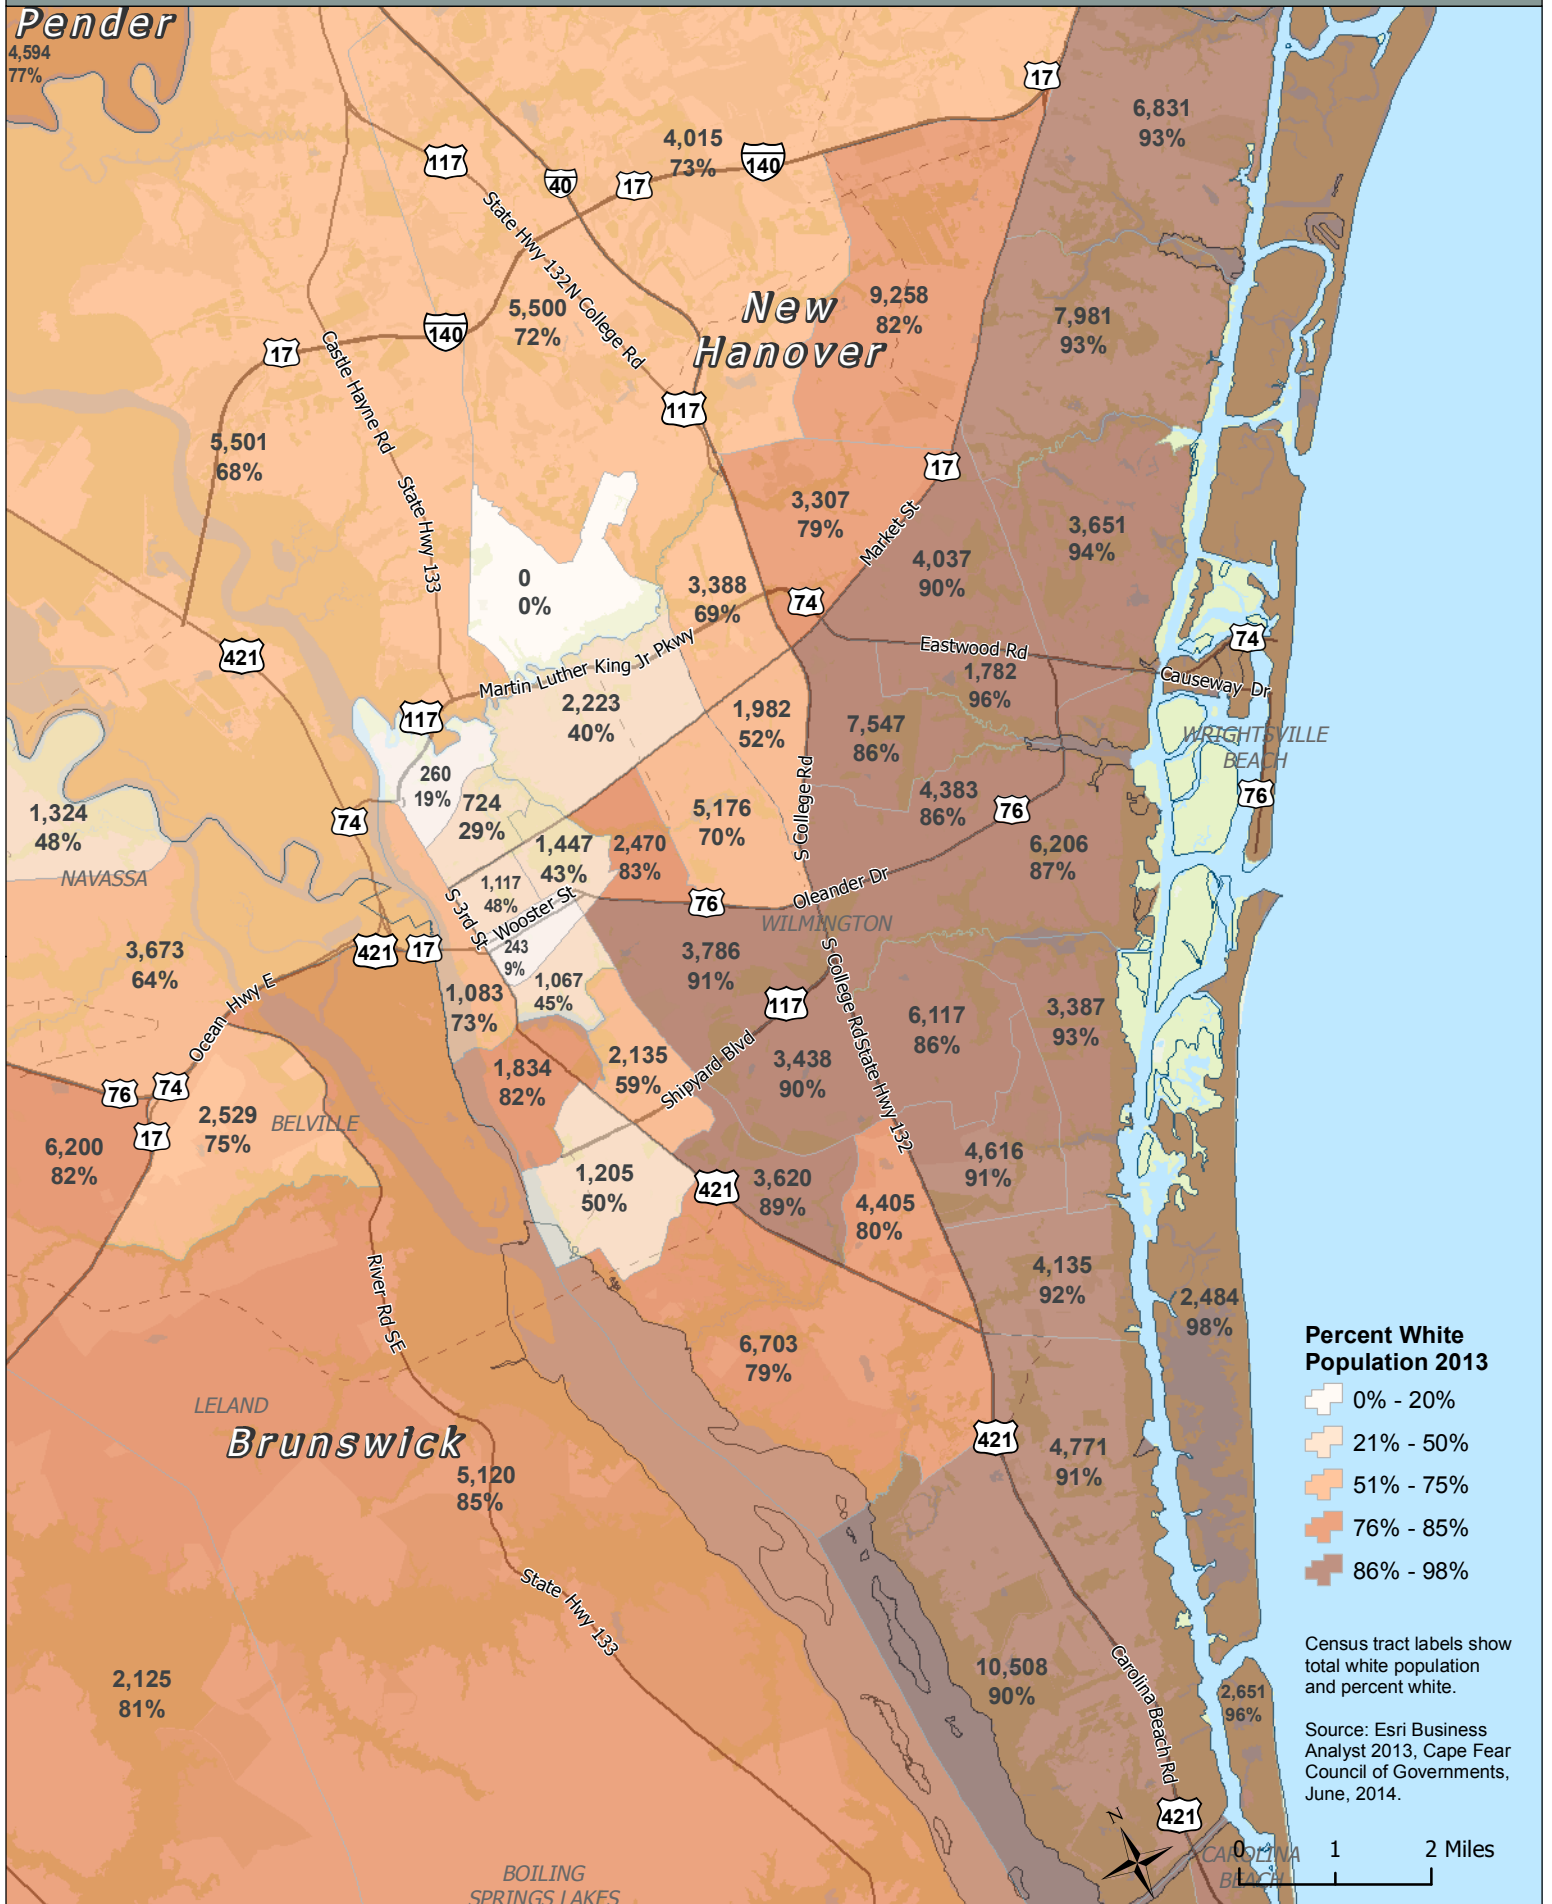 Pender
4,594
77%
17
6,831
93%
4,015
73%
117
40
17
140
State Hwy 132
N College Rd
5,500
72%
New
Hanover
9,258
82%
7,981
93%
140
17
Castle Hayne Rd
117
5,501
68%
State Hwy 133
17
3,307
79%
Market St
3,651
94%
4,037
90%
0
0%
3,388
69%
74
421
Martin Luther King Jr Pkwy
Eastwood Rd
74
1,782
96%
Causeway Dr
117
2,223
40%
1,982
52%
7,547
86%
WRIGHTSVILLE
BEACH
260
19%
724
29%
4,383
86%
76
76
1,324
48%
74
5,176
70%
S College Rd
1,447
43%
2,470
83%
6,206
87%
NAVASSA
1,117
48%
S 3rd St
Wooster St
76
Oleander Dr
WILMINGTON
3,673
64%
421
17
243
9%
3,786
91%
S College Rd
1,067
45%
1,083
73%
117
6,117
86%
3,387
93%
Ocean Hwy E
2,135
59%
Shipyard Blvd
3,438
90%
State Hwy 132
1,834
82%
76
74
2,529
75%
BELVILLE
17
6,200
82%
1,205
50%
421
3,620
89%
4,616
91%
4,405
80%
River Rd SE
4,135
92%
2,484
98%
6,703
79%
Percent White
Population 2013
0% - 20%
21% - 50%
51% - 75%
76% - 85%
86% - 98%
LELAND
Brunswick
421
4,771
91%
5,120
85%
State Hwy 133
2,125
81%
10,508
90%
Carolina Beach Rd
2,651
96%
Census tract labels show
total white population
and percent white.
Source: Esri Business
Analyst 2013, Cape Fear
Council of Governments,
June, 2014.
421
N
0 1 2 Miles
CAROLINA
BEACH
BOILING
SPRINGS LAKES